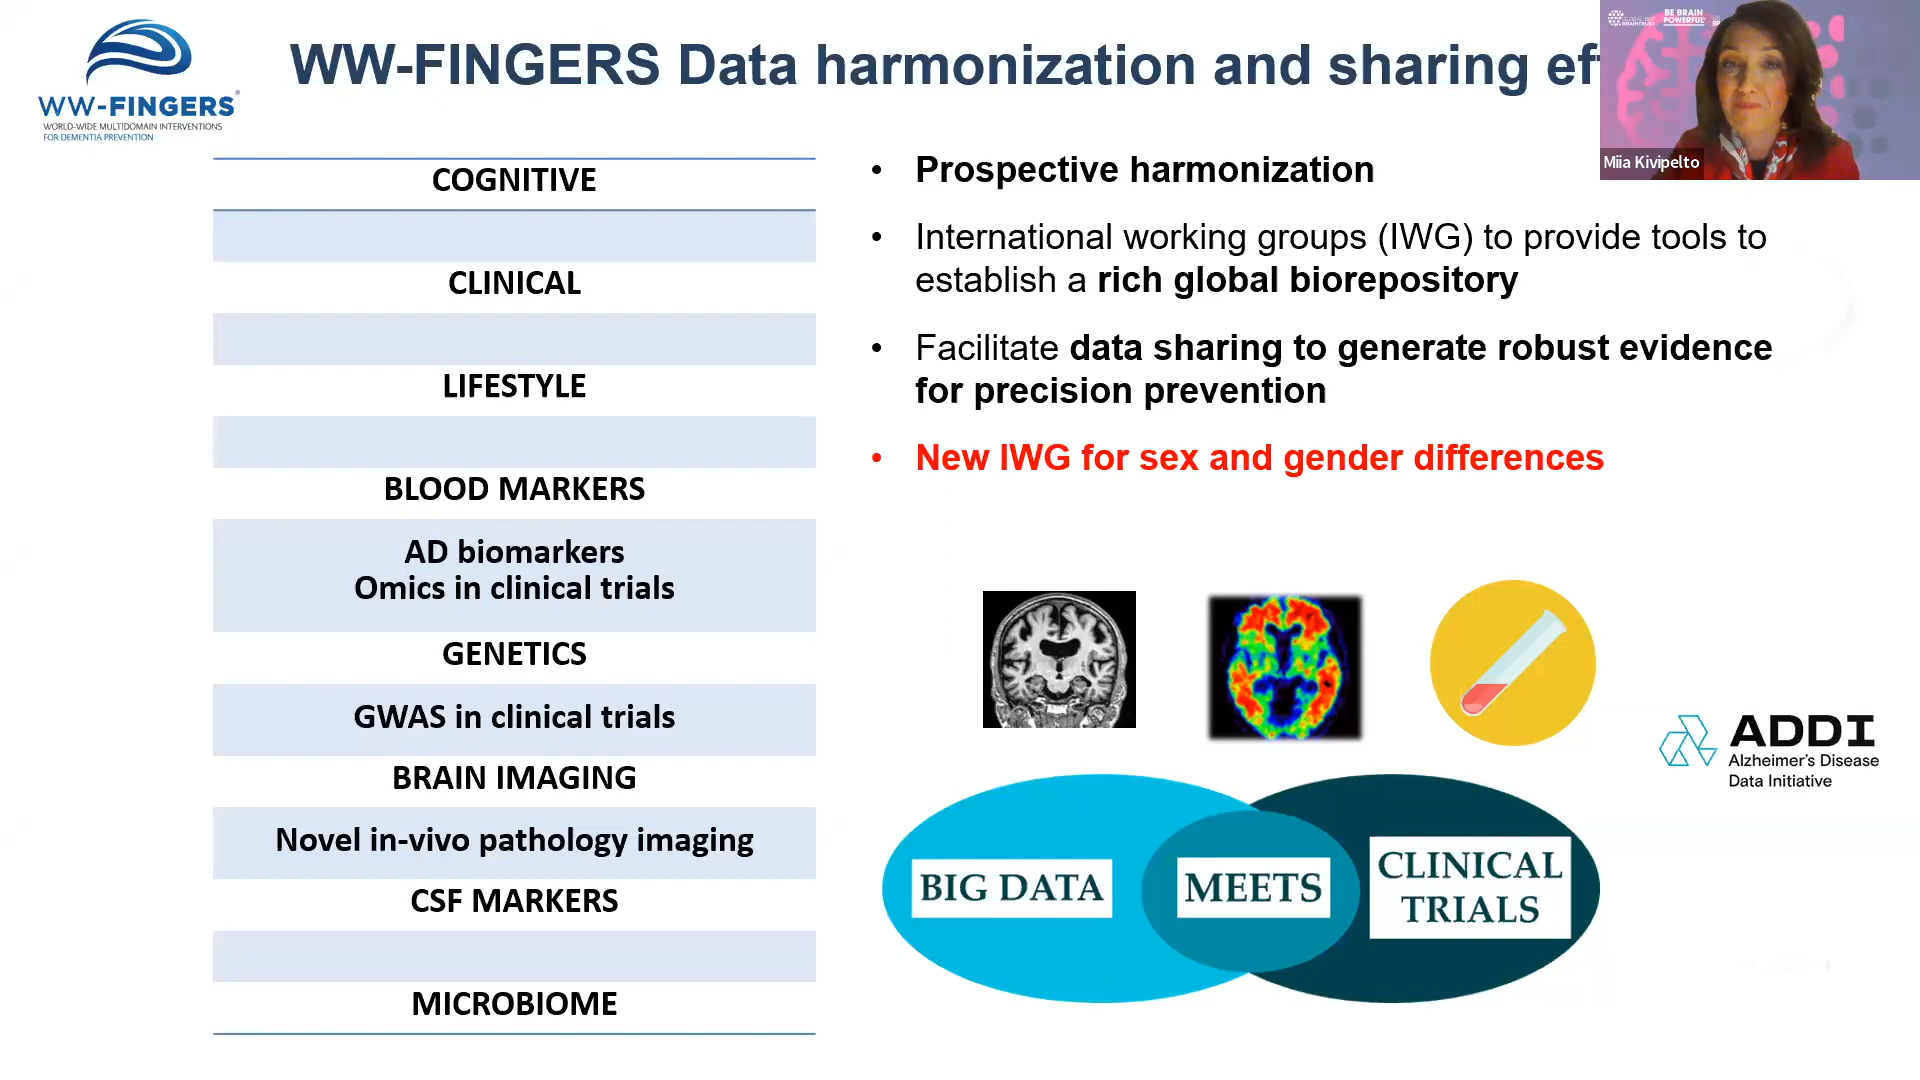 WW-FINGERS
WORLD-WIDE MULTIDOMAIN INTERVENTIONS
FOR DEMENTIA PREVENTION
WW-FINGERS Data harmonization and sharing
BE BRAIN
POWERFUL
Miia Kivipelto
COGNITIVE
CLINICAL
LIFESTYLE
BLOOD MARKERS
AD biomarkers
Omics in clinical trials
GENETICS
GWAS in clinical trials
BRAIN IMAGING
Novel in-vivo pathology imaging
CSF MARKERS
MICROBIOME
• Prospective harmonization
• International working groups (IWG) to provide tools to
establish a rich global biorepository
• Facilitate data sharing to generate robust evidence
for precision prevention
• New IWG for sex and gender differences
ADDI
Alzheimer's Disease
Data Initiative
BIG DATA
MEETS
CLINICAL
TRIALS